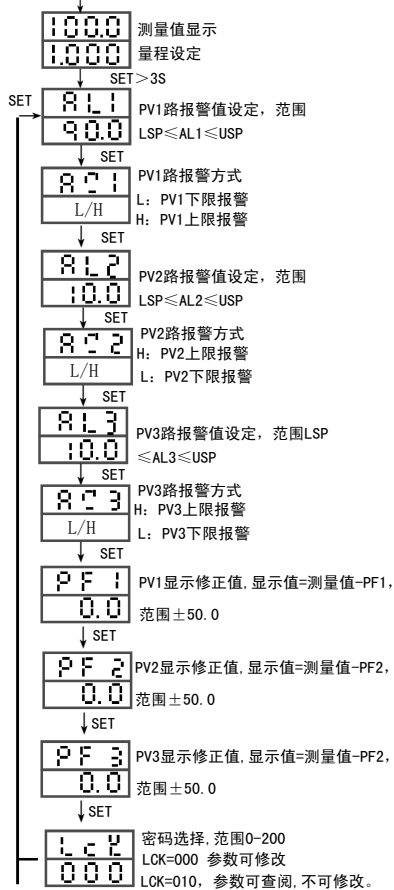 100.0
测量值显示
1.000
量程设定
SET＞3S
SET
AL1
PV1路报警值设定，范围
90.0
LSP≤AL1≤USP
SET
AC1
PV1路报警方式
L：PV1下限报警
L/H
H：PV1上限报警
SET
AL2
PV2路报警值设定，范围
10.0
LSP≤AL2≤USP
SET
AC2
PV2路报警方式
H：PV2上限报警
L/H
L：PV2下限报警
SET
AL3
PV3路报警值设定，范围LSP
10.0
≤AL3≤USP
SET
AC3
PV3路报警方式
H：PV3上限报警
L/H
L：PV3下限报警
SET
PF1
PV1显示修正值,显示值=测量值-PF1，
0.0
范围±50.0
SET
PF2
PV2显示修正值,显示值=测量值-PF2，
0.0
范围±50.0
SET
PF3
PV3显示修正值,显示值=测量值-PF2，
0.0
范围±50.0
SET
LcK
密码选择,范围0-200
LCK=000 参数可修改
000
LCK=010，参数可查阅,不可修改。